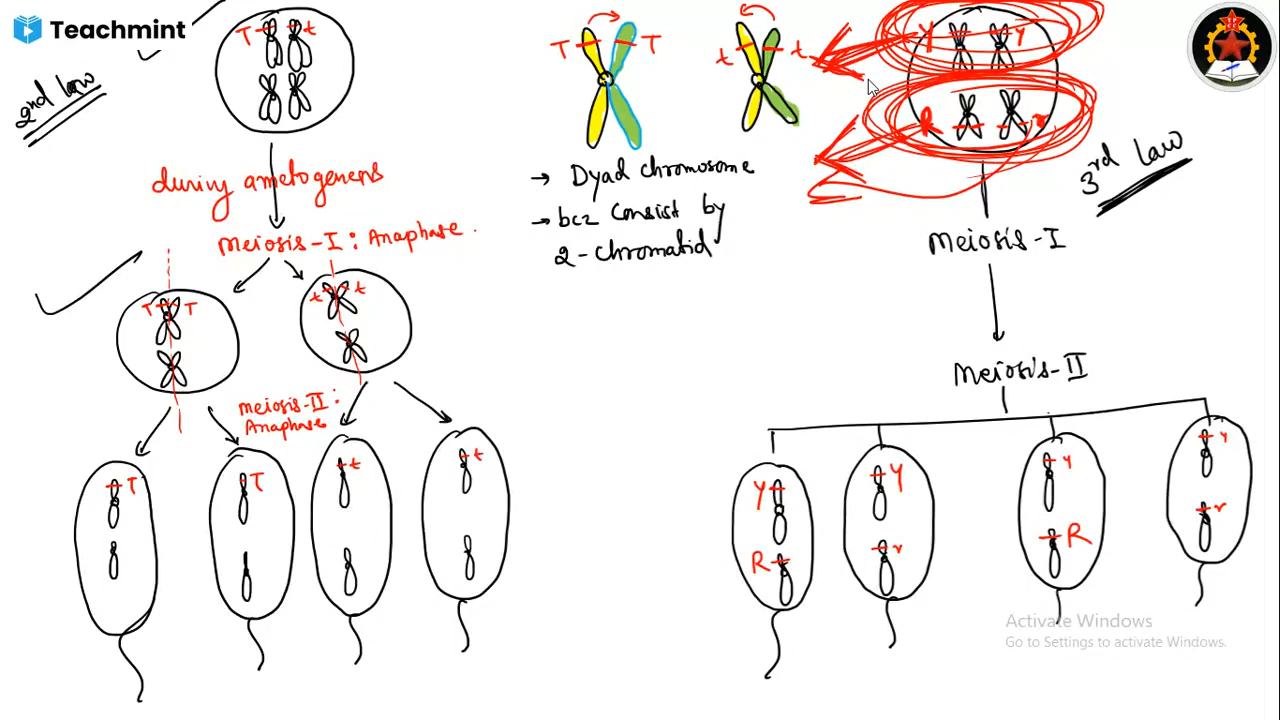 Teachmint
2nd law
T t
during ametogenesis
Meiosis-I : Anaphase.
T T
t t
Meiosis-II :
Anaphase
T
T
t
t
T T
t t
→ Dyad chromosome
→ bcz consist by
2-chromatid
Y y
R r
3rd law
Meiosis-I
Meiosis-II
Y
R
Y
r
y
R
y
r
Activate Windows
Go to Settings to activate Windows.